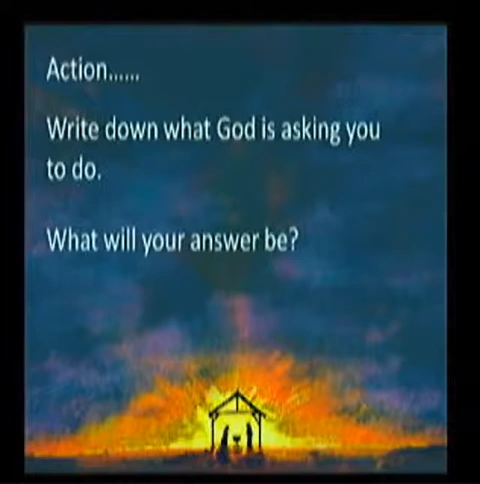 Action......
Write down what God is asking you
to do.
What will your answer be?